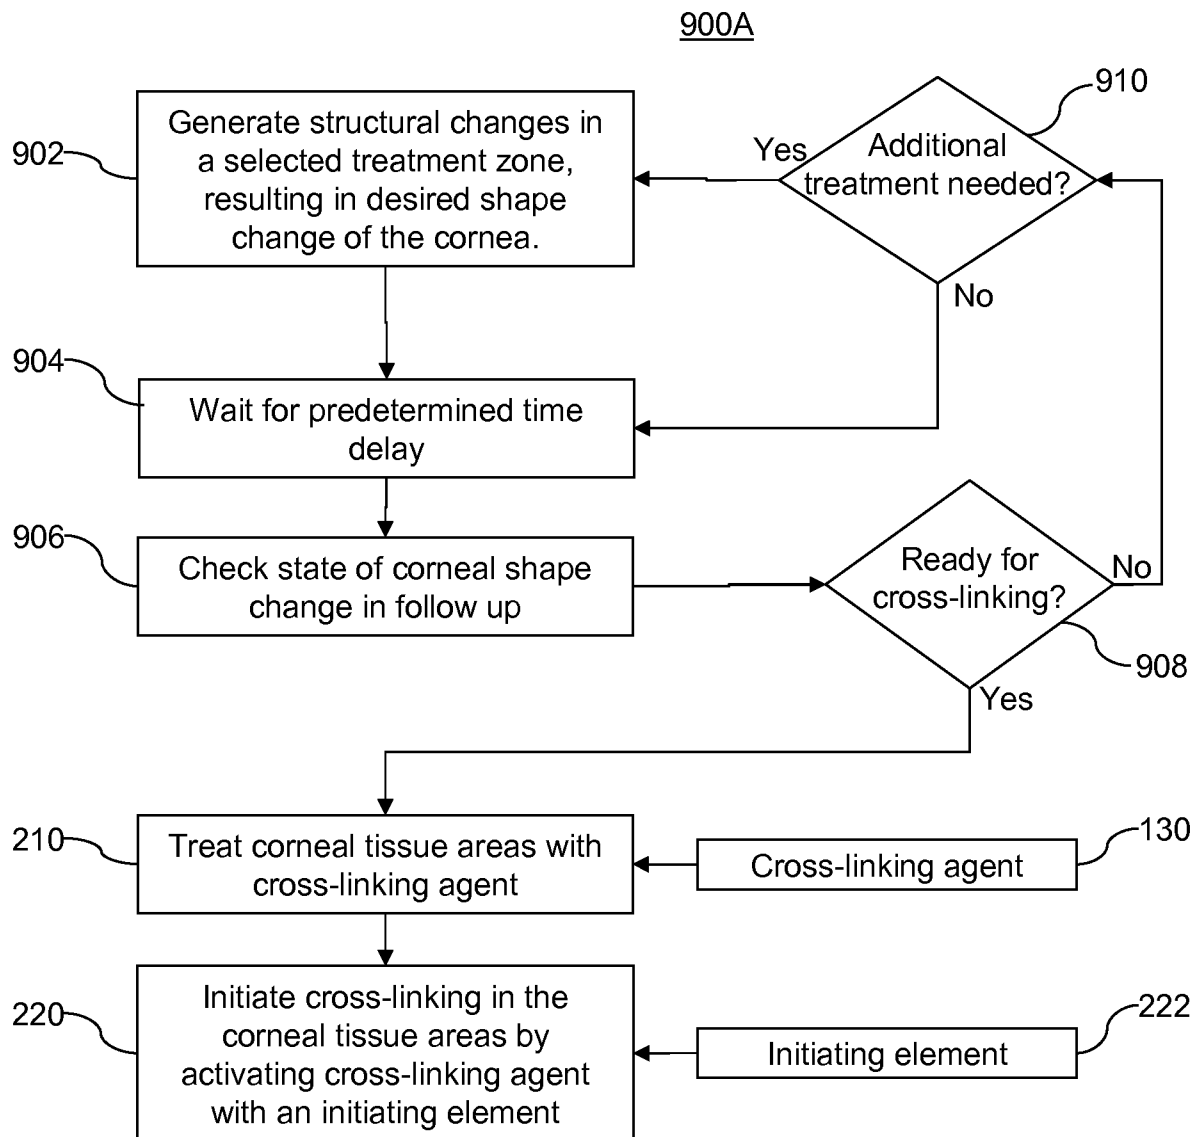 900A
902
Generate structural changes in
a selected treatment zone,
resulting in desired shape
change of the cornea.
Yes
Additional
treatment needed?
910
No
904
Wait for predetermined time
delay
906
Check state of corneal shape
change in follow up
Ready for
cross-linking?
No
908
Yes
210
Treat corneal tissue areas with
cross-linking agent
Cross-linking agent
130
220
Initiate cross-linking in the
corneal tissue areas by
activating cross-linking agent
with an initiating element
Initiating element
222